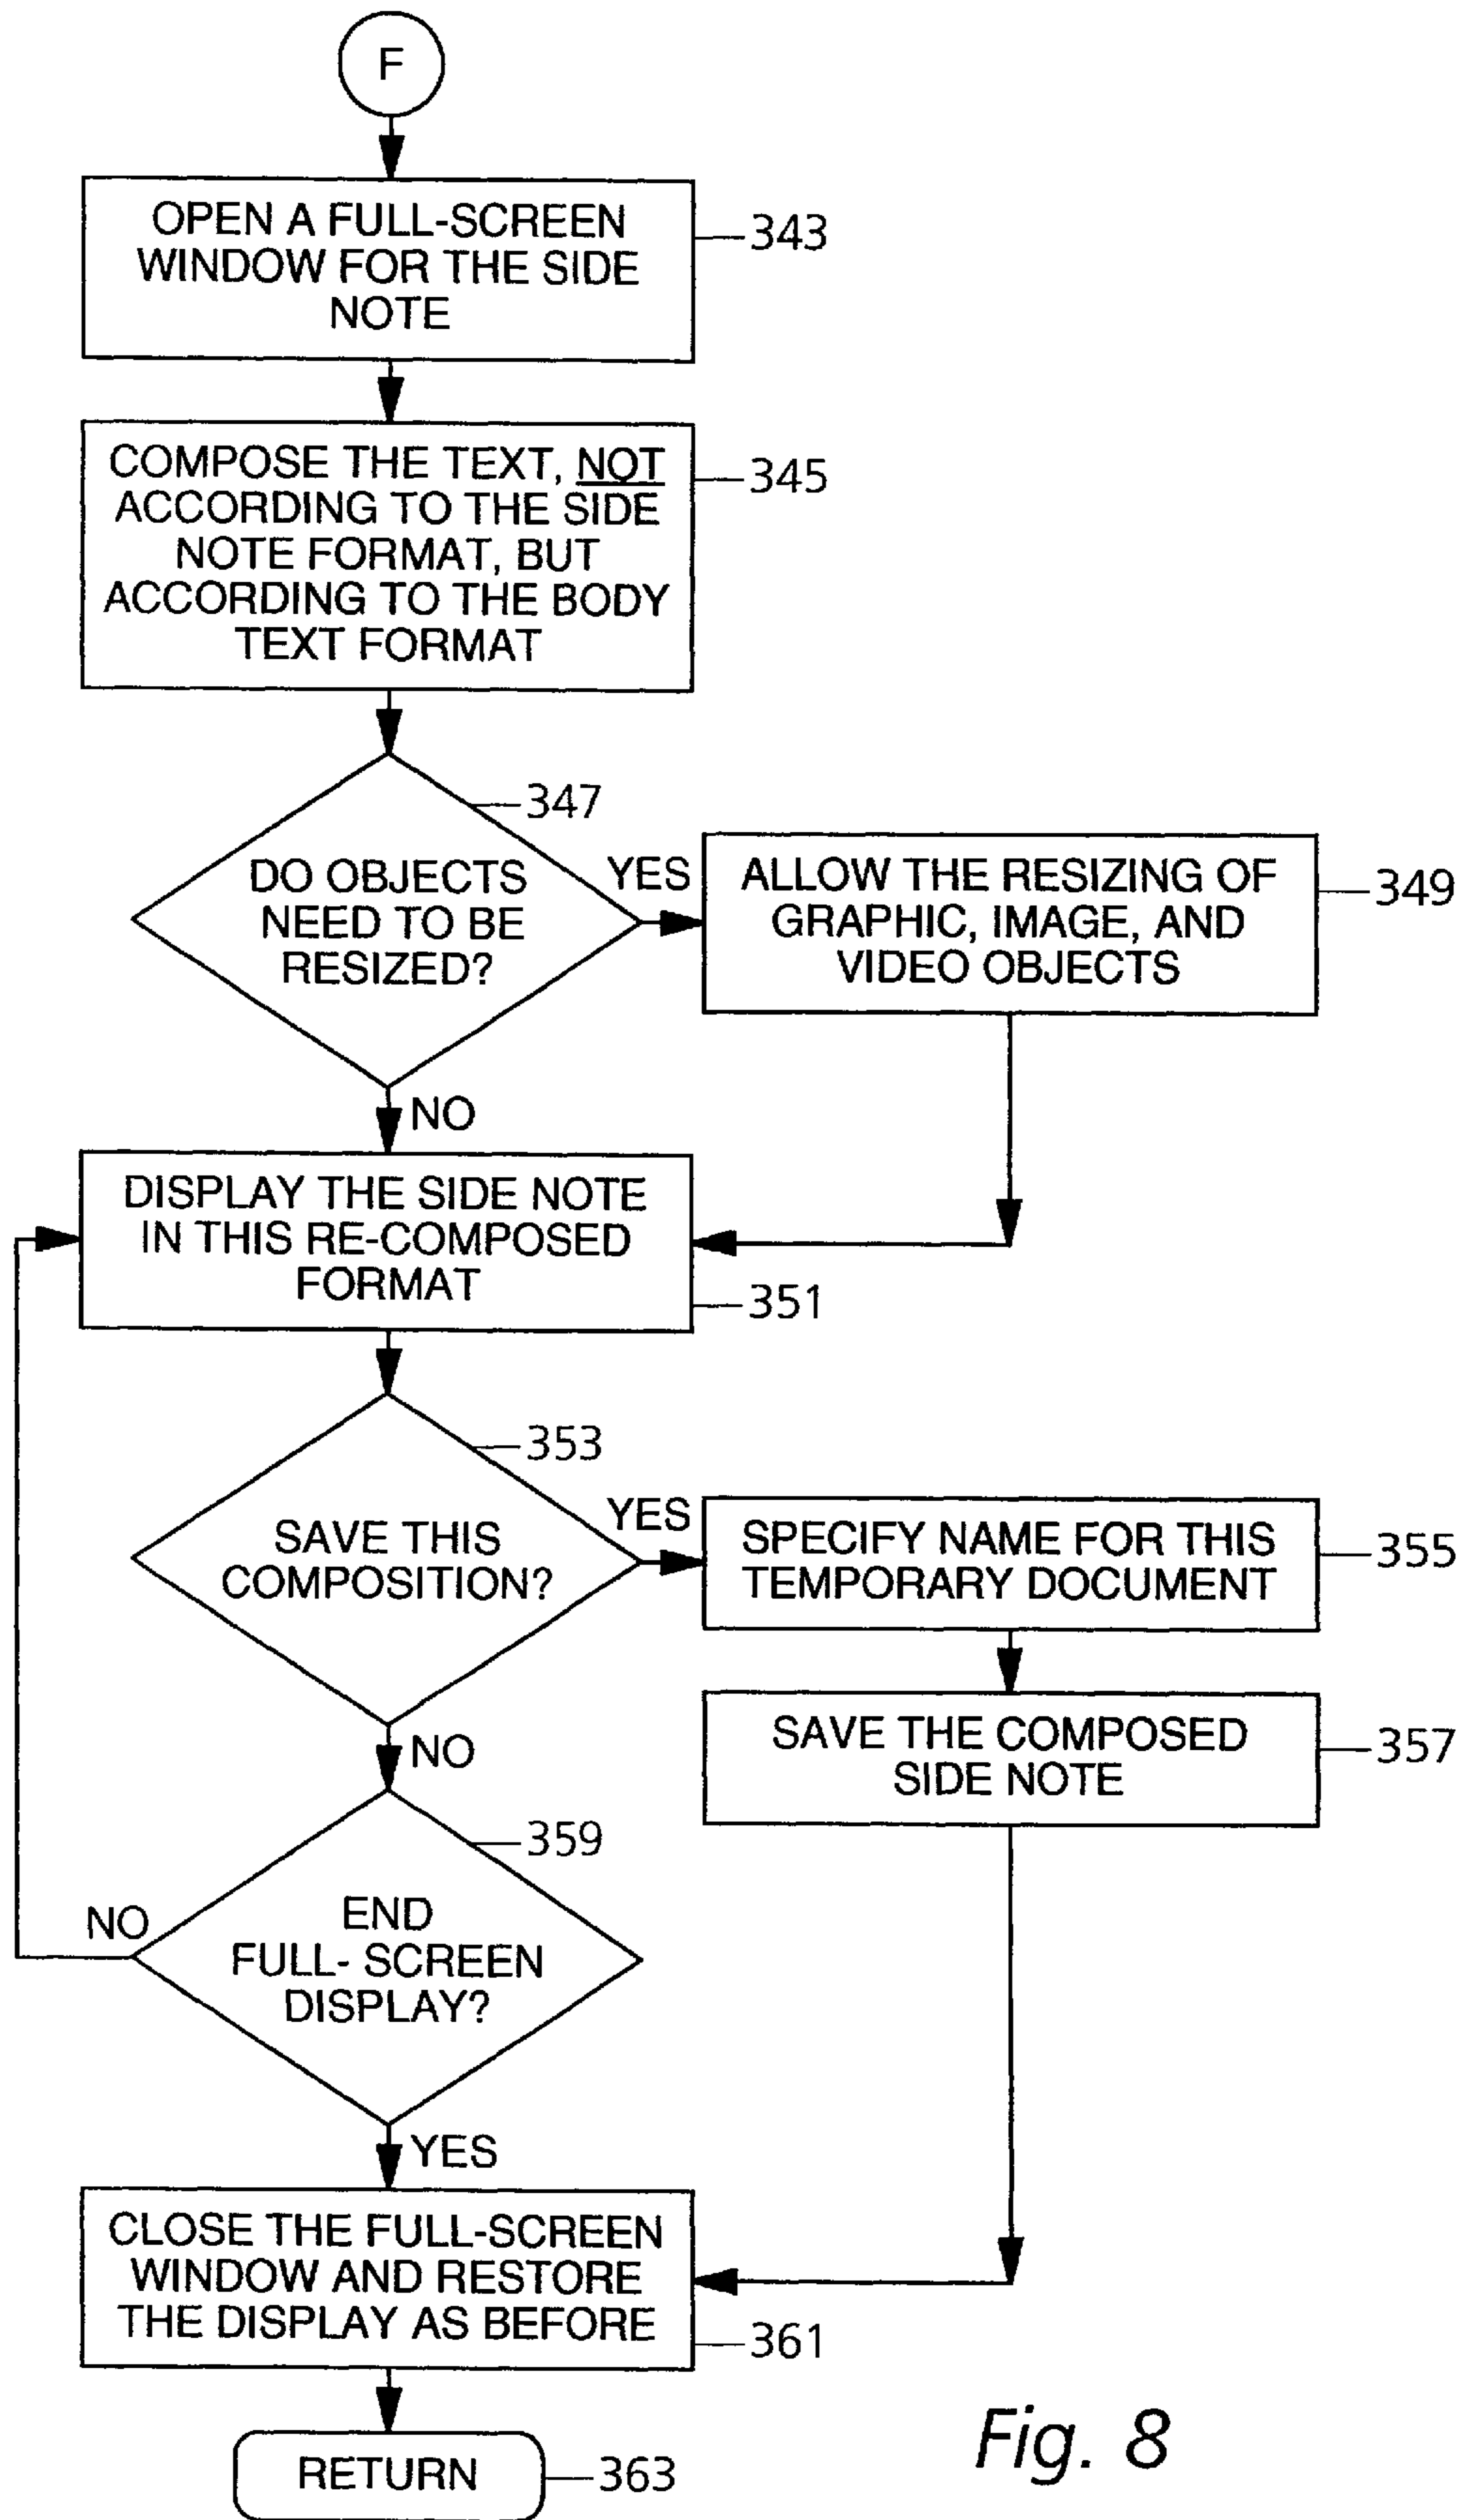 F
OPEN A FULL-SCREEN
WINDOW FOR THE SIDE
NOTE
343
COMPOSE THE TEXT, NOT
ACCORDING TO THE SIDE
NOTE FORMAT, BUT
ACCORDING TO THE BODY
TEXT FORMAT
345
347
DO OBJECTS
NEED TO BE
RESIZED?
YES
ALLOW THE RESIZING OF
GRAPHIC, IMAGE, AND
VIDEO OBJECTS
349
NO
DISPLAY THE SIDE NOTE
IN THIS RE-COMPOSED
FORMAT
351
353
SAVE THIS
COMPOSITION?
YES
SPECIFY NAME FOR THIS
TEMPORARY DOCUMENT
355
SAVE THE COMPOSED
SIDE NOTE
357
NO
359
END
FULL- SCREEN
DISPLAY?
NO
YES
CLOSE THE FULL-SCREEN
WINDOW AND RESTORE
THE DISPLAY AS BEFORE
361
RETURN
363
Fig. 8